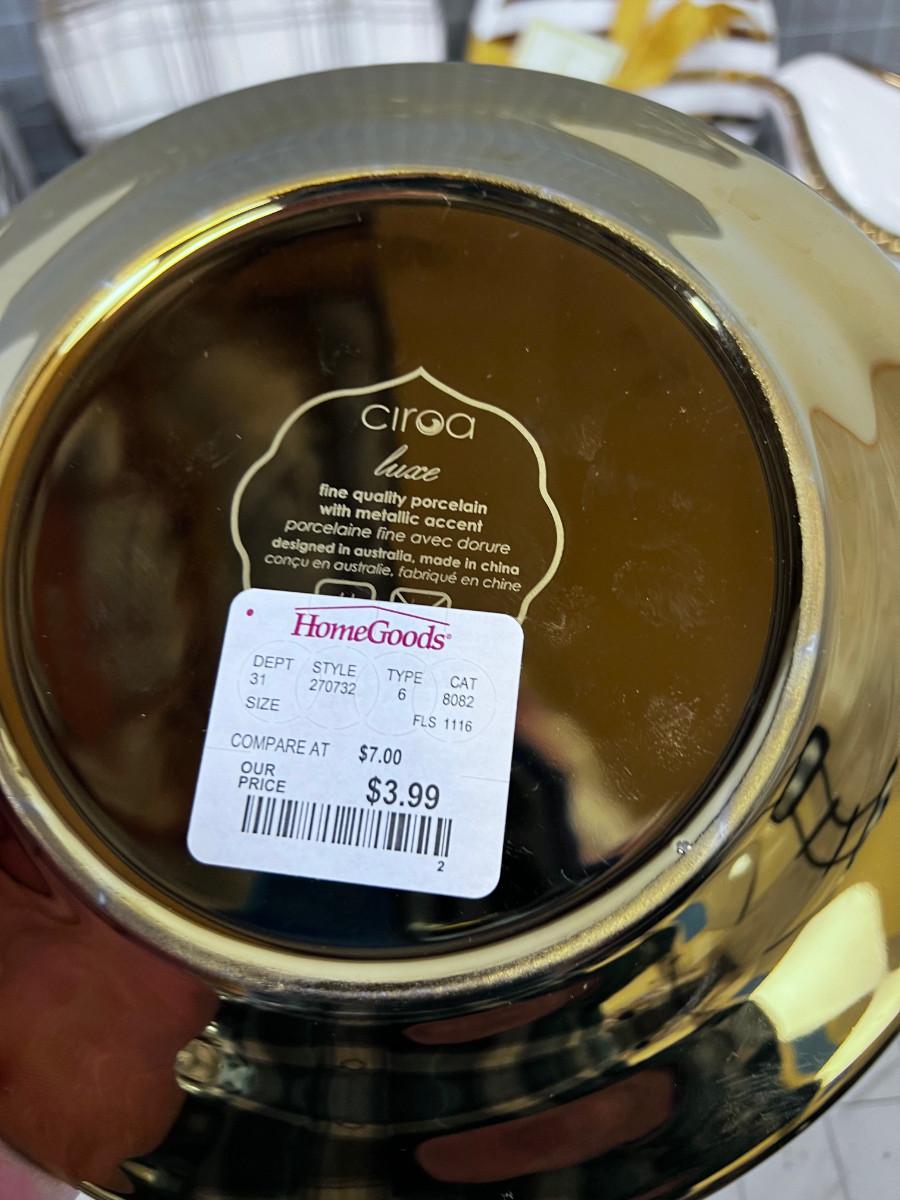 ciroa
luxe
fine quality porcelain
with metallic accent
porcelaine fine avec dorure
designed in australia, made in china
conçu en australie, fabriqué en chine
HomeGoods®
DEPT STYLE TYPE CAT
31 270732 6 8082
SIZE FLS 1116
COMPARE AT $7.00
OUR
PRICE $3.99
2